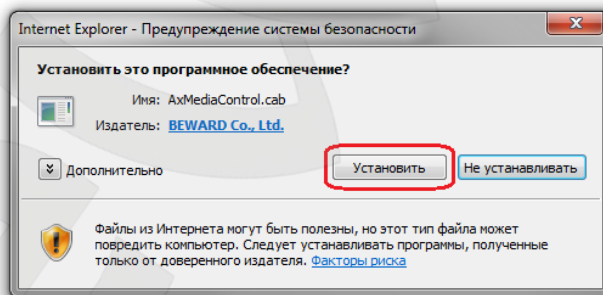 Internet Explorer - Предупреждение системы безопасности
Установить это программное обеспечение?
Имя: AxMediaControl.cab
Издатель: BEWARD Co., Ltd.
Дополнительно
Установить
Не устанавливать
Файлы из Интернета могут быть полезны, но этот тип файла может
повредить компьютер. Следует устанавливать программы, полученные
только от доверенного издателя. Факторы риска